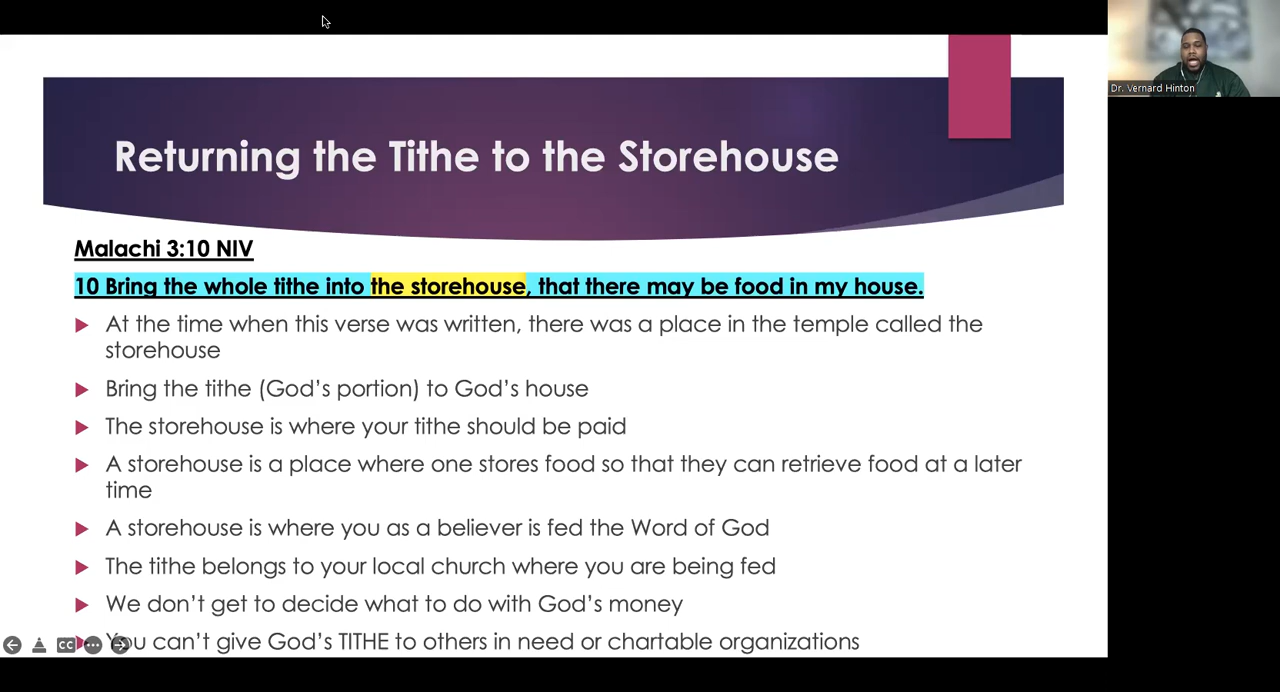 Dr. Vernard Hinton
Returning the Tithe to the Storehouse
Malachi 3:10 NIV
10 Bring the whole tithe into the storehouse, that there may be food in my house.
At the time when this verse was written, there was a place in the temple called the
storehouse
Bring the tithe (God's portion) to God's house
The storehouse is where your tithe should be paid
A storehouse is a place where one stores food so that they can retrieve food at a later
time
A storehouse is where you as a believer is fed the Word of God
The tithe belongs to your local church where you are being fed
We don't get to decide what to do with God's money
You can't give God's TITHE to others in need or chartable organizations
CC